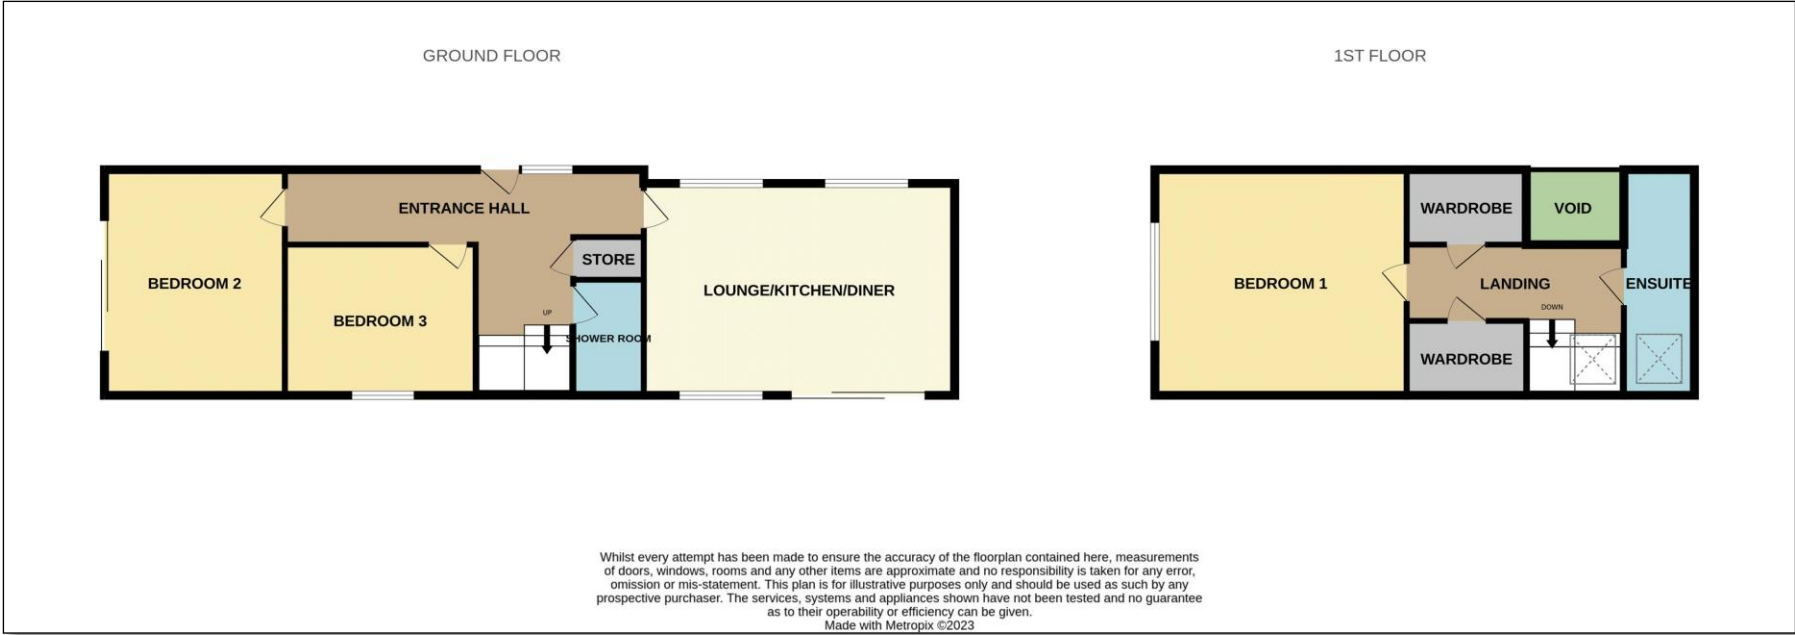 GROUND FLOOR
1ST FLOOR
ENTRANCE HALL
STORE
BEDROOM 2
BEDROOM 3
UP
SHOWER ROOM
LOUNGE/KITCHEN/DINER
WARDROBE
VOID
BEDROOM 1
LANDING
ENSUITE
DOWN
WARDROBE
Whilst every attempt has been made to ensure the accuracy of the floorplan contained here, measurements
of doors, windows, rooms and any other items are approximate and no responsibility is taken for any error,
omission or mis-statement. This plan is for illustrative purposes only and should be used as such by any
prospective purchaser. The services, systems and appliances shown have not been tested and no guarantee
as to their operability or efficiency can be given.
Made with Metropix ©2023